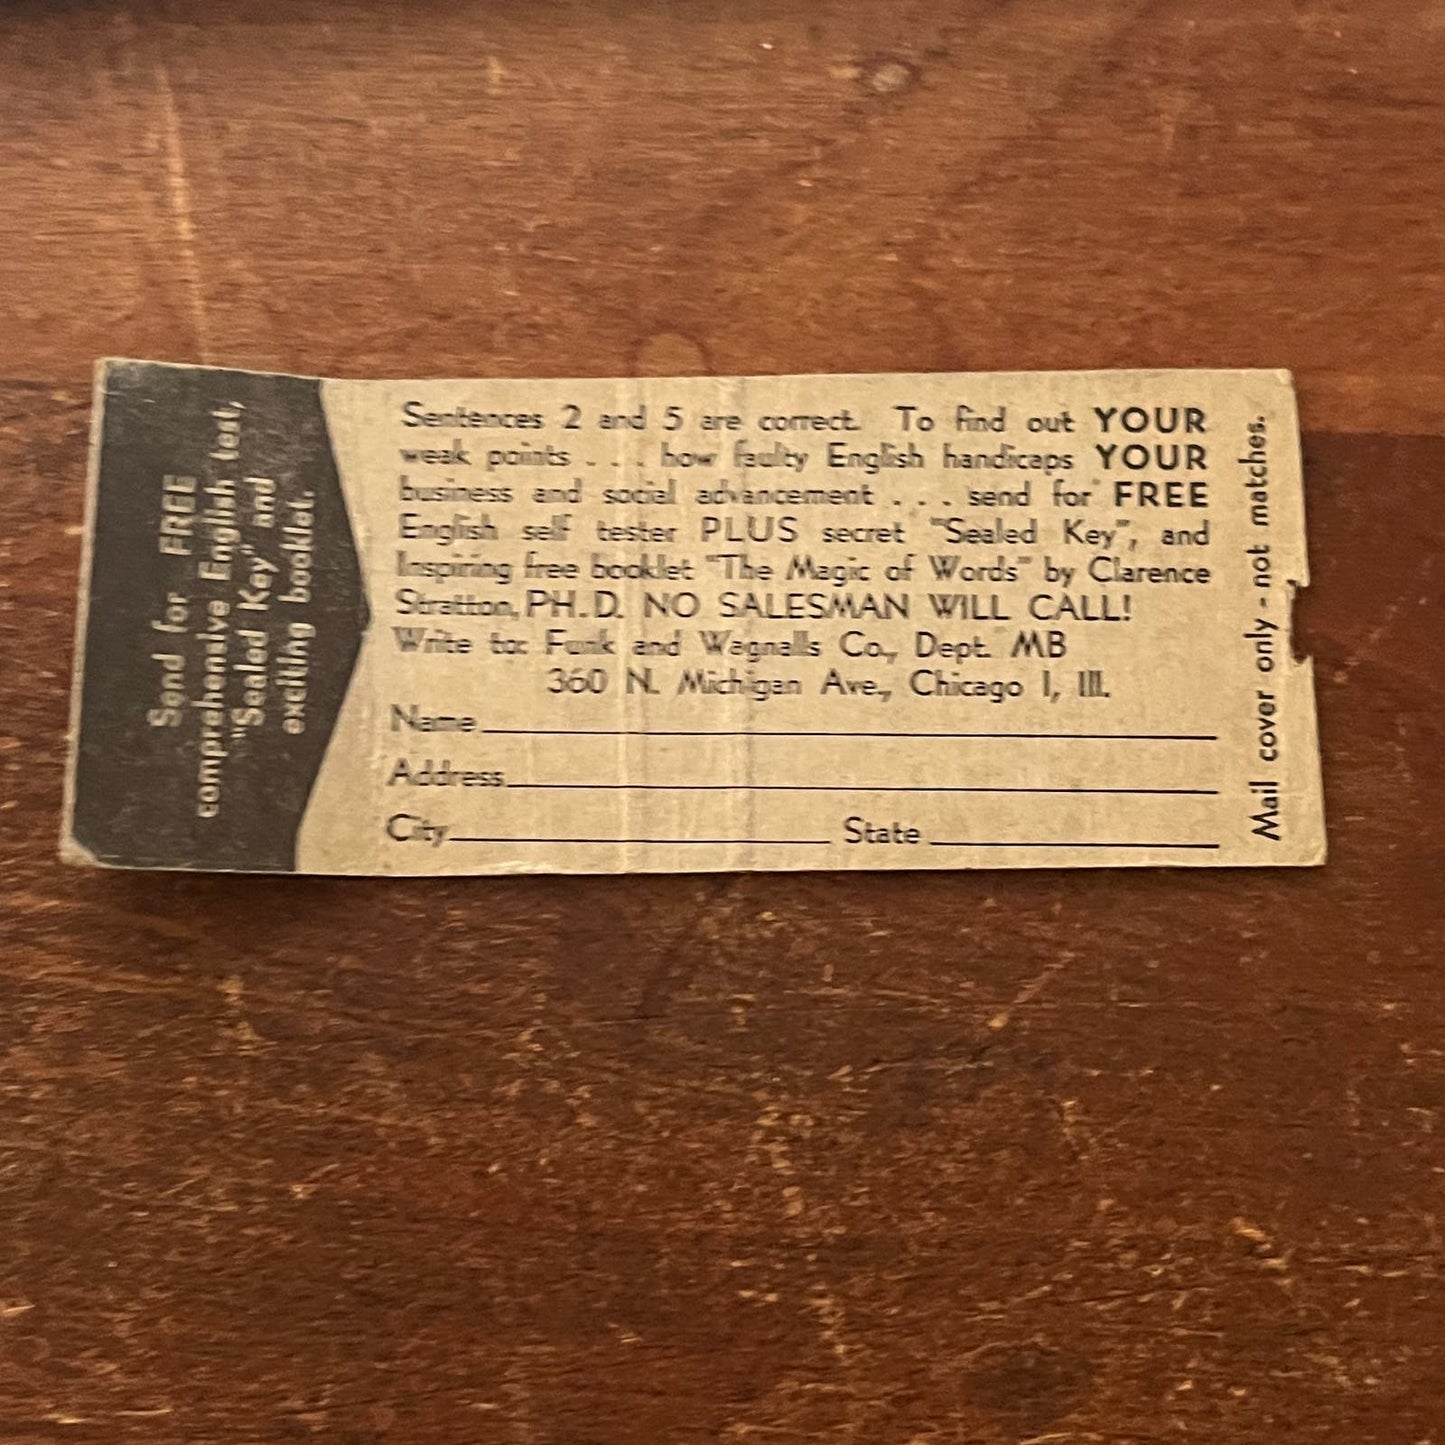 Send for FREE
comprehensive English test,
"Sealed Key" and
exciting booklet.
Sentences 2 and 5 are correct. To find out YOUR
weak points . . . how faulty English handicaps YOUR
business and social advancement . . . send for FREE
English self tester PLUS secret "Sealed Key", and
Inspiring free booklet "The Magic of Words" by Clarence
Stratton, PH.D. NO SALESMAN WILL CALL!
Write to: Funk and Wagnalls Co., Dept. MB
360 N. Michigan Ave., Chicago 1, Ill.
Name
Address
City State
Mail cover only - not matches.